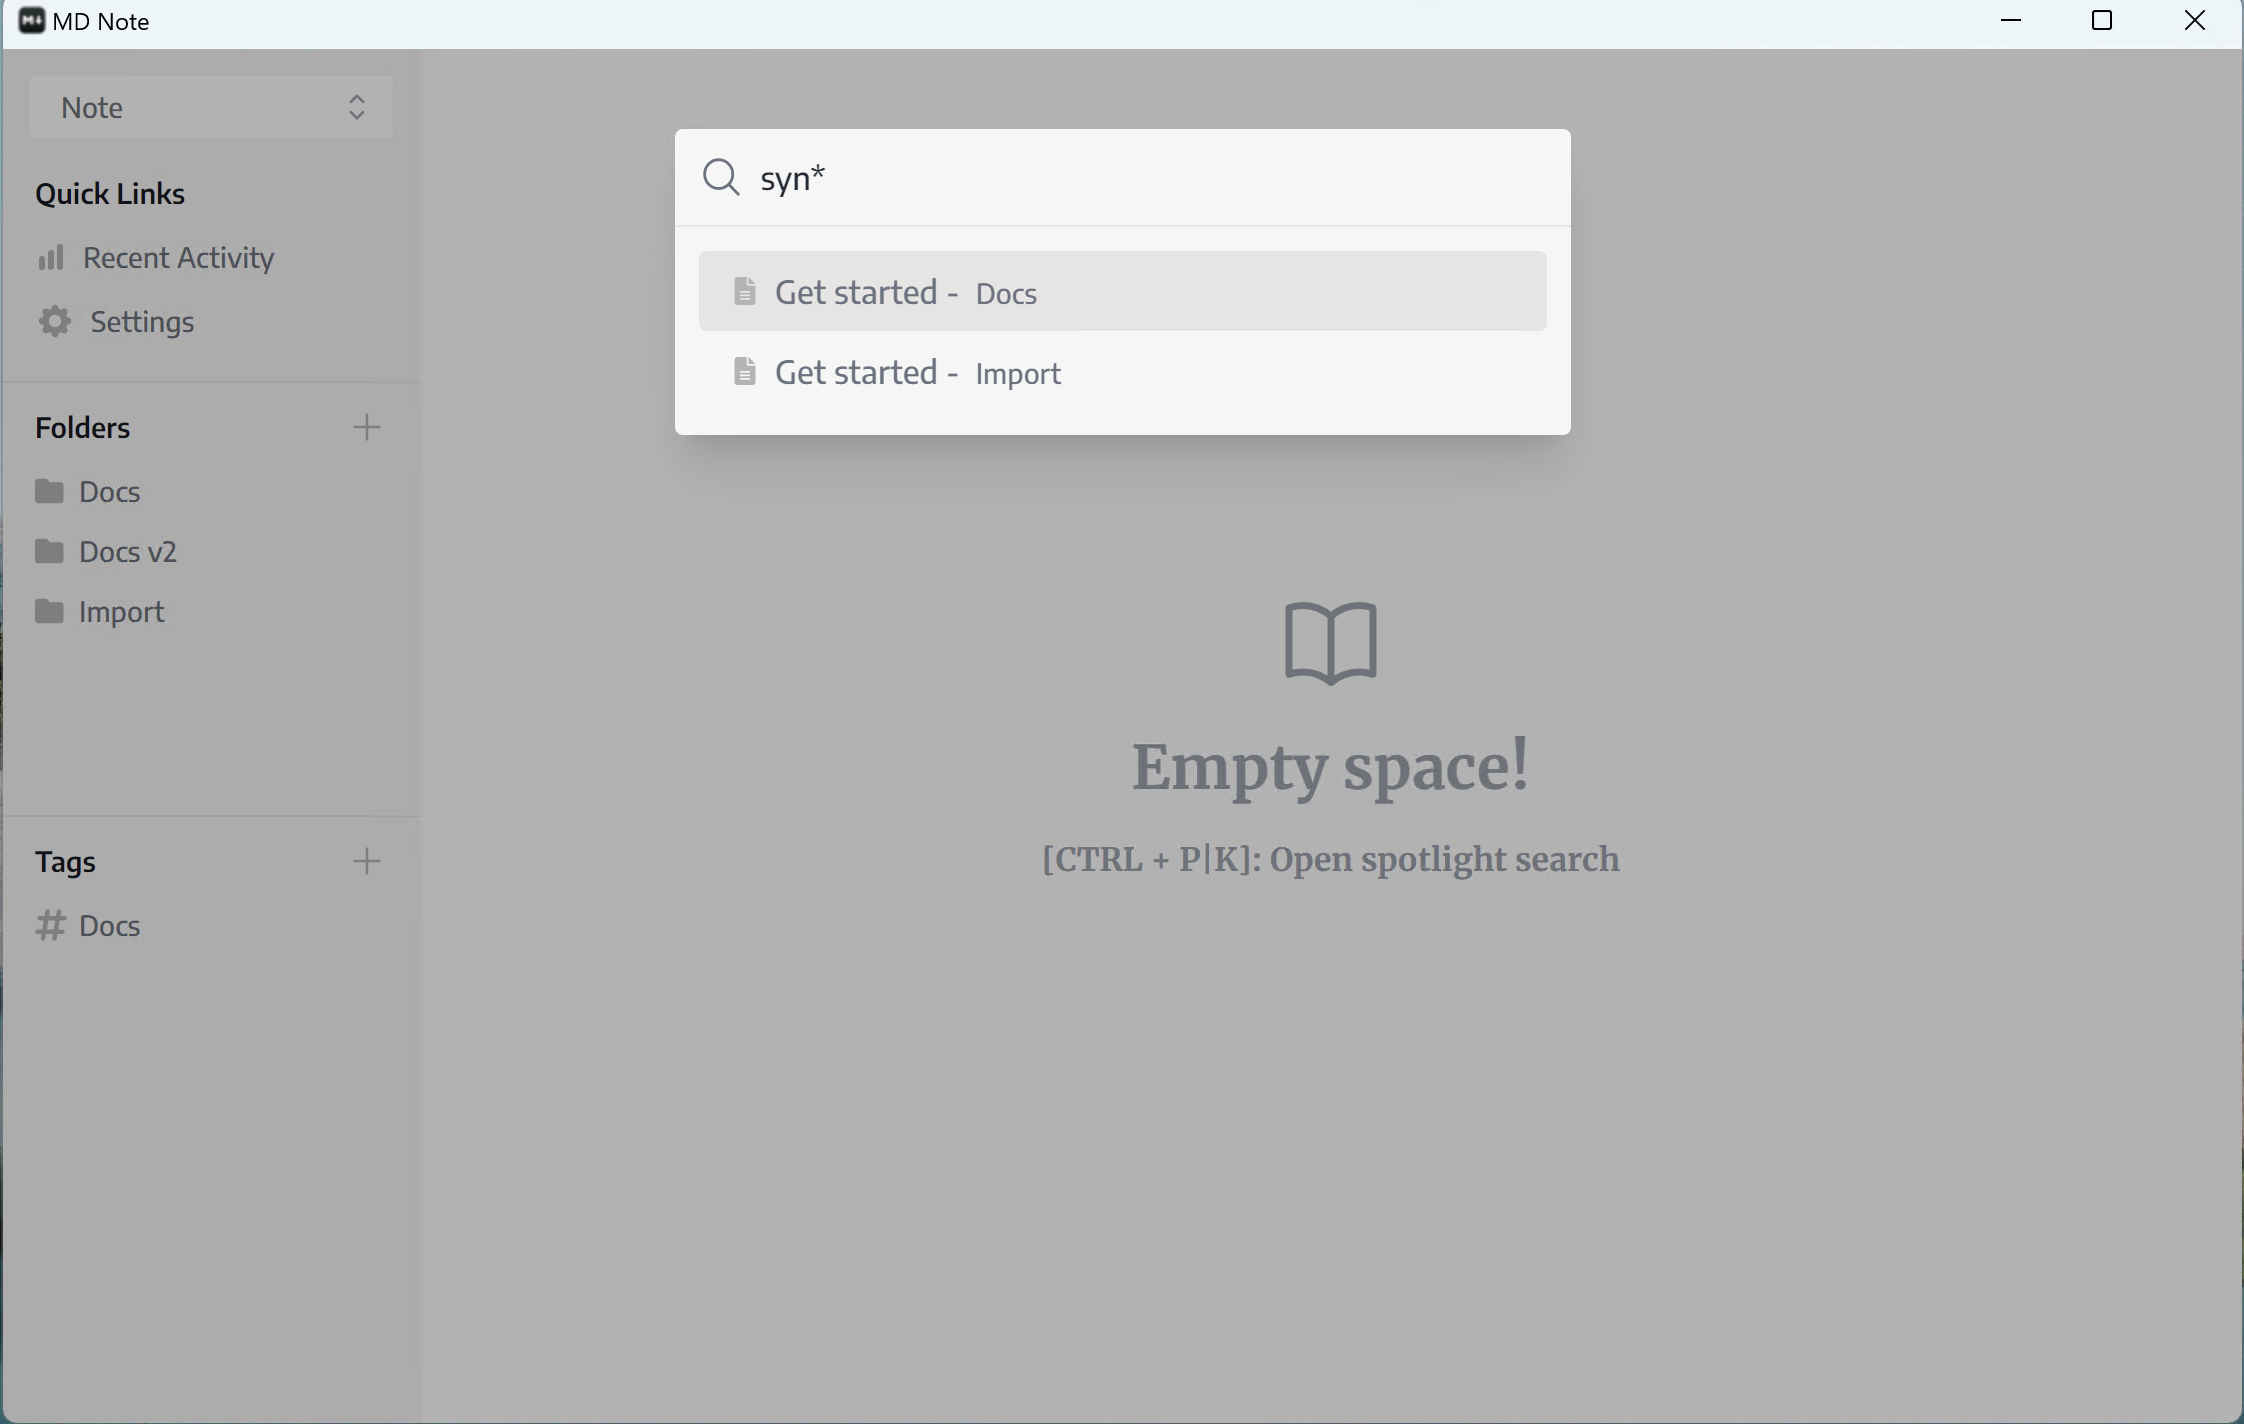 MD Note
Note
Quick Links
Recent Activity
Settings
Folders
Docs
Docs v2
Import
Tags
# Docs
syn*
Get started - Docs
Get started - Import
Empty space!
[CTRL + P|K]: Open spotlight search